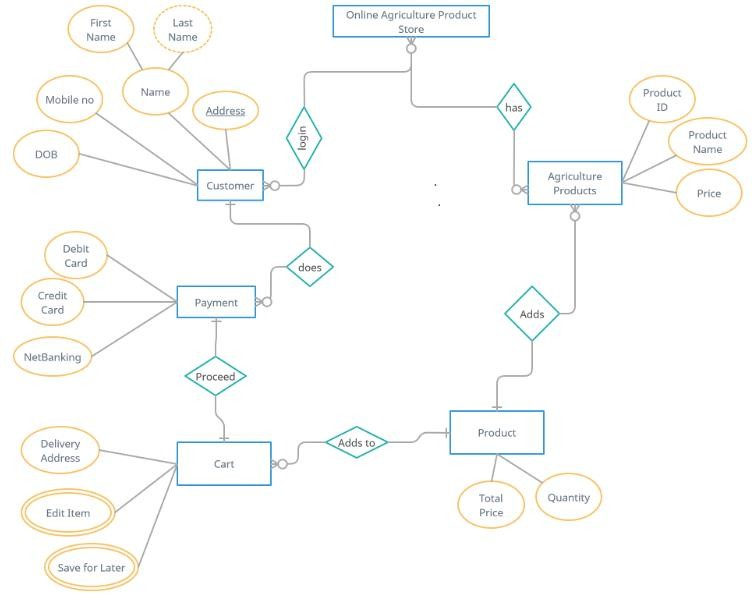 Online Agriculture Product
Store
First
Name
Last
Name
Mobile no
Name
Address
DOB
login
has
Product
ID
Product
Name
Price
Customer
Agriculture
Products
Debit
Card
does
Credit
Card
Payment
NetBanking
Adds
Proceed
Delivery
Address
Cart
Adds to
Product
Edit Item
Total
Price
Quantity
Save for Later